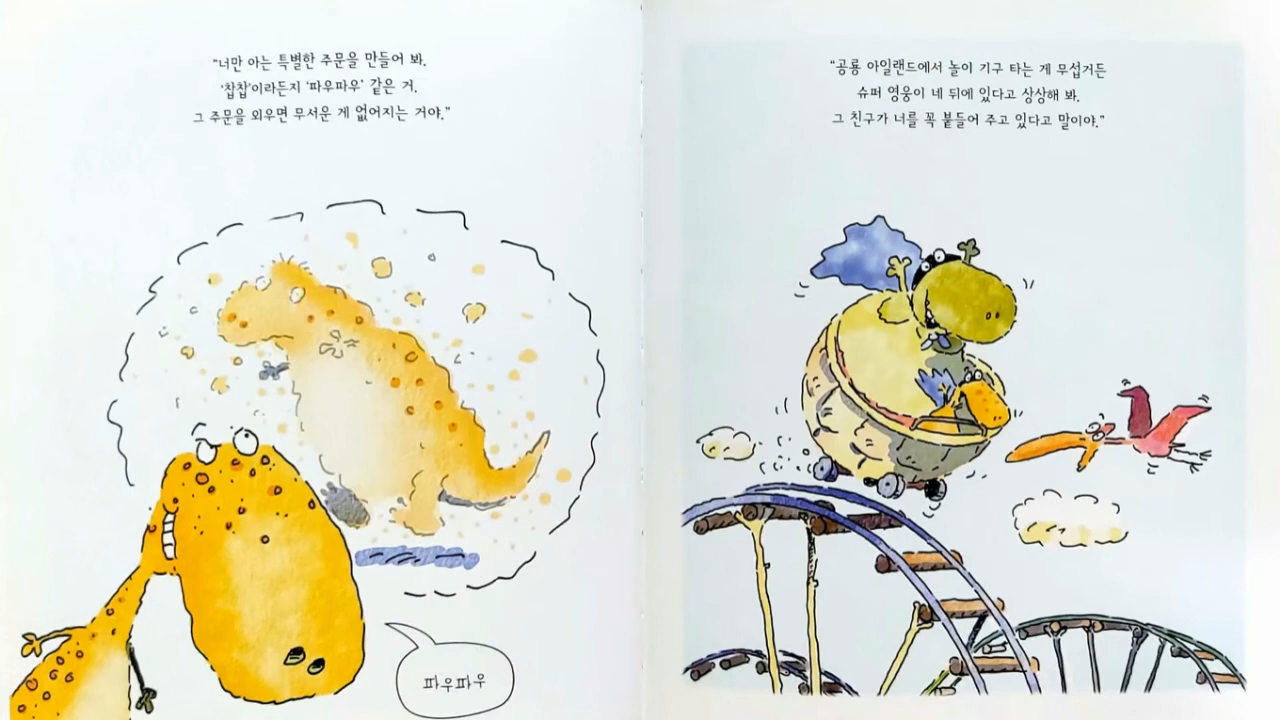 “너만 아는 특별한 주문을 만들어 봐.
‘찹찹’이라든지 ‘파우파우’ 같은 거.
그 주문을 외우면 무서운 게 없어지는 거야.”
파우파우
“공룡 아일랜드에서 놀이 기구 타는 게 무섭거든
슈퍼 영웅이 네 뒤에 있다고 상상해 봐.
그 친구가 너를 꼭 붙들어 주고 있다고 말이야.”